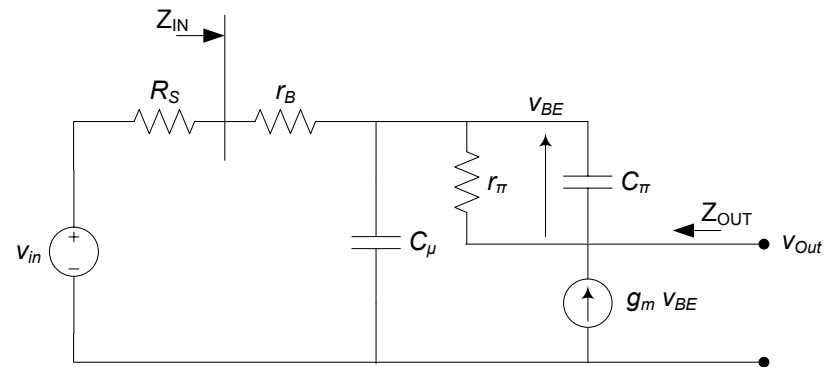 Z_IN
R_S
r_B
v_BE
r_π
C_π
Z_OUT
v_in
+
−
C_μ
v_Out
g_m v_BE